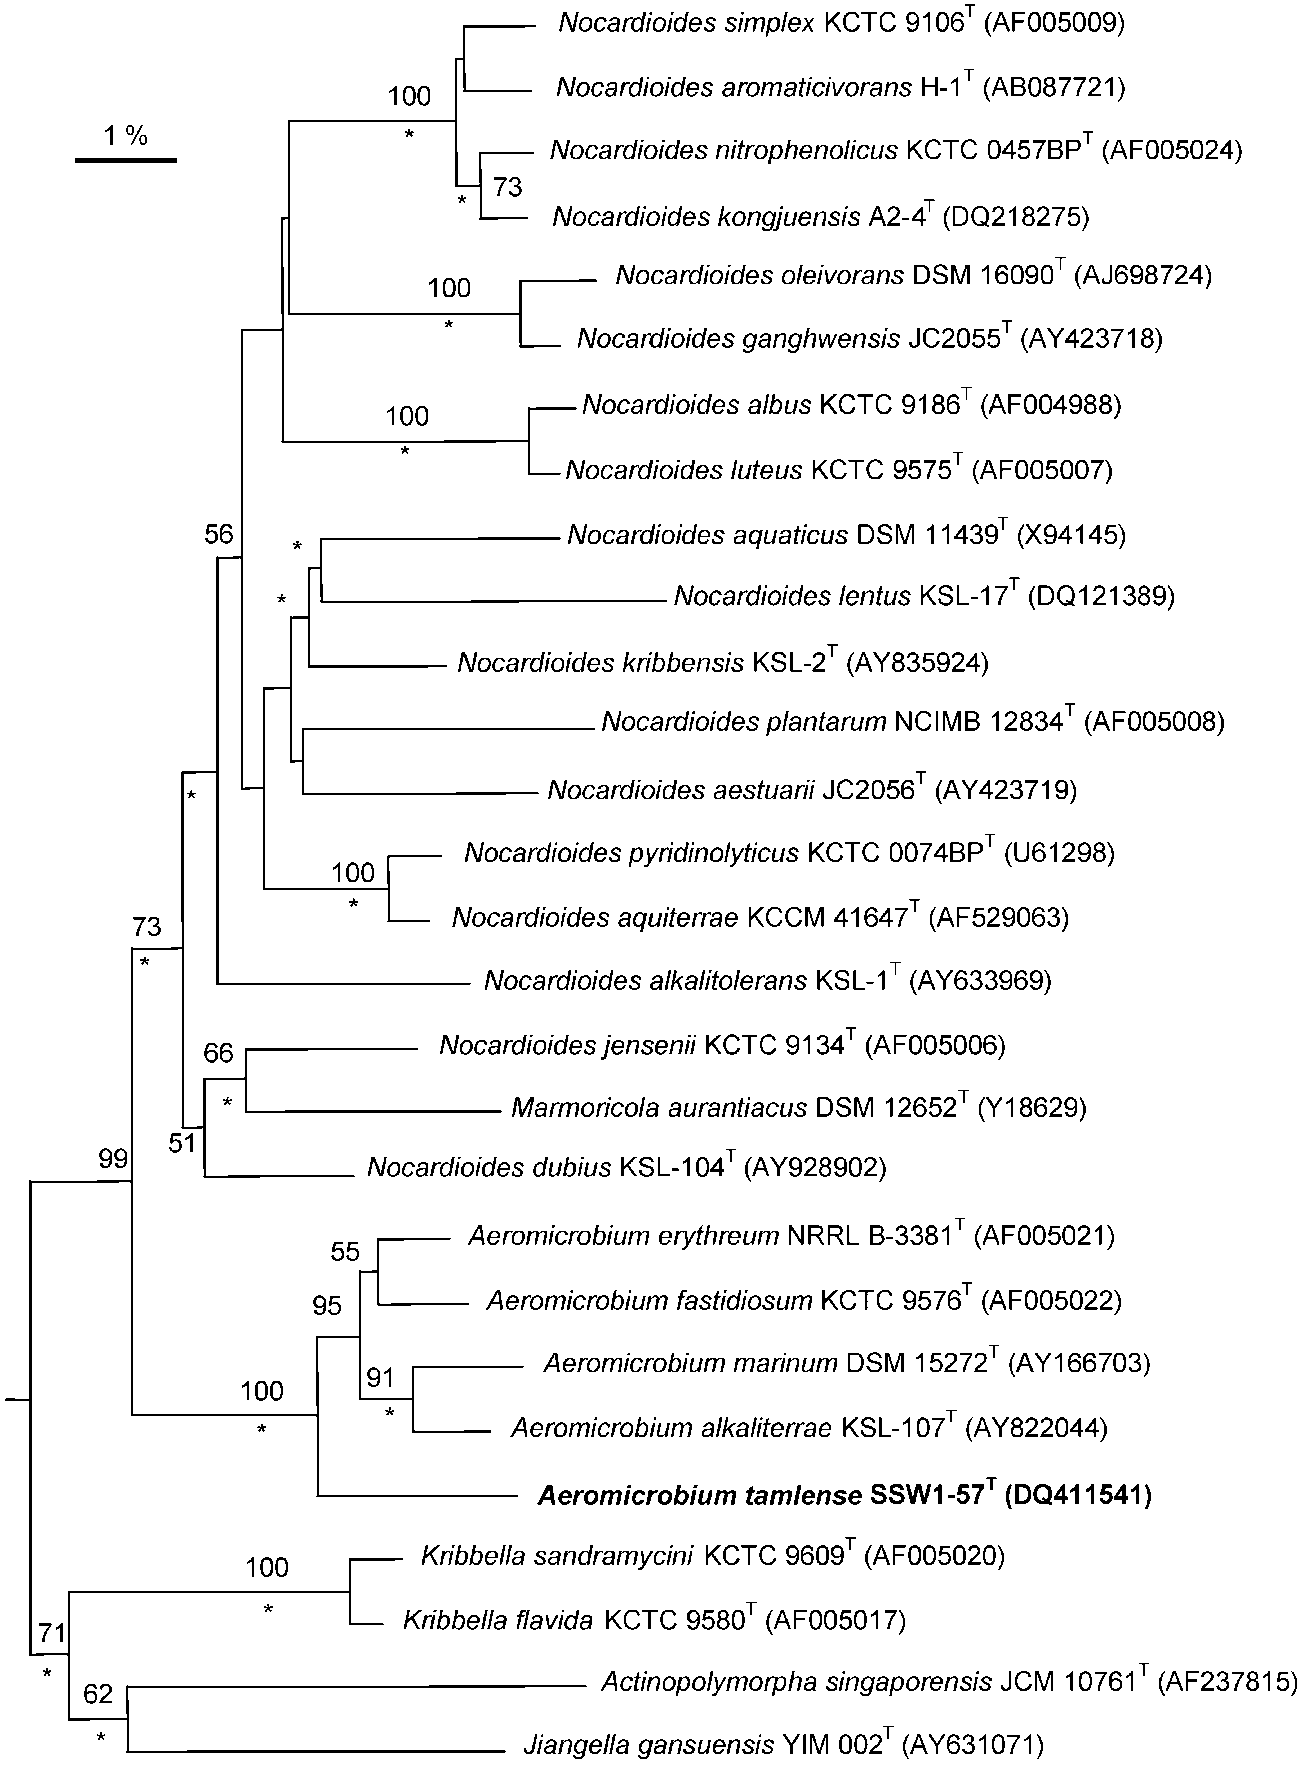 Nocardioides simplex KCTC 9106T (AF005009)
Nocardioides aromaticivorans H-1T (AB087721)
100
*
1 %
Nocardioides nitrophenolicus KCTC 0457BPT (AF005024)
73
*
Nocardioides kongjuensis A2-4T (DQ218275)
Nocardioides oleivorans DSM 16090T (AJ698724)
100
*
Nocardioides ganghwensis JC2055T (AY423718)
Nocardioides albus KCTC 9186T (AF004988)
100
*
Nocardioides luteus KCTC 9575T (AF005007)
56
*
Nocardioides aquaticus DSM 11439T (X94145)
*
Nocardioides lentus KSL-17T (DQ121389)
Nocardioides kribbensis KSL-2T (AY835924)
Nocardioides plantarum NCIMB 12834T (AF005008)
*
Nocardioides aestuarii JC2056T (AY423719)
Nocardioides pyridinolyticus KCTC 0074BPT (U61298)
100
*
Nocardioides aquiterrae KCCM 41647T (AF529063)
73
*
Nocardioides alkalitolerans KSL-1T (AY633969)
Nocardioides jensenii KCTC 9134T (AF005006)
66
*
Marmoricola aurantiacus DSM 12652T (Y18629)
51
99
Nocardioides dubius KSL-104T (AY928902)
Aeromicrobium erythreum NRRL B-3381T (AF005021)
55
Aeromicrobium fastidiosum KCTC 9576T (AF005022)
95
Aeromicrobium marinum DSM 15272T (AY166703)
91
*
100
*
Aeromicrobium alkaliterrae KSL-107T (AY822044)
Aeromicrobium tamlense SSW1-57T (DQ411541)
Kribbella sandramycini KCTC 9609T (AF005020)
100
*
Kribbella flavida KCTC 9580T (AF005017)
71
*
Actinopolymorpha singaporensis JCM 10761T (AF237815)
62
*
Jiangella gansuensis YIM 002T (AY631071)